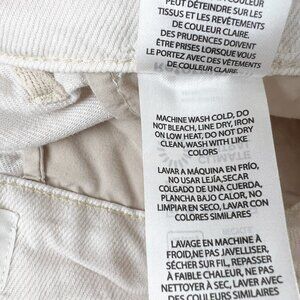 PEUT DÉTEINDRE SUR LES
TISSUS ET LES REVÊTEMENTS
DE COULEUR CLAIRE.
DES PRUDENCES DOIVENT
ÊTRE PRISES LORSQUE VOUS
LE PORTEZ AVEC DES TISSUS
DE COULEUR CLAIRE.
MACHINE WASH COLD, DO
NOT BLEACH, LINE DRY, IRON
ON LOW HEAT, DO NOT DRY
CLEAN, WASH WITH LIKE
COLORS
LAVAR A MÁQUINA EN FRÍO,
NO USAR LEJÍA,SECAR
COLGADO DE UNA CUERDA,
PLANCHA BAJO CALOR, NO
LIMPIAR EN SECO, LAVAR CON
COLORES SIMILARES
LAVAGE EN MACHINE À
FROID,NE PAS JAVELLISER,
SÉCHER SUR FIL, REPASSER
À FAIBLE CHALEUR, NE PAS
LAVER À SEC, LAVER DES
COULEURS SIMILAIRES